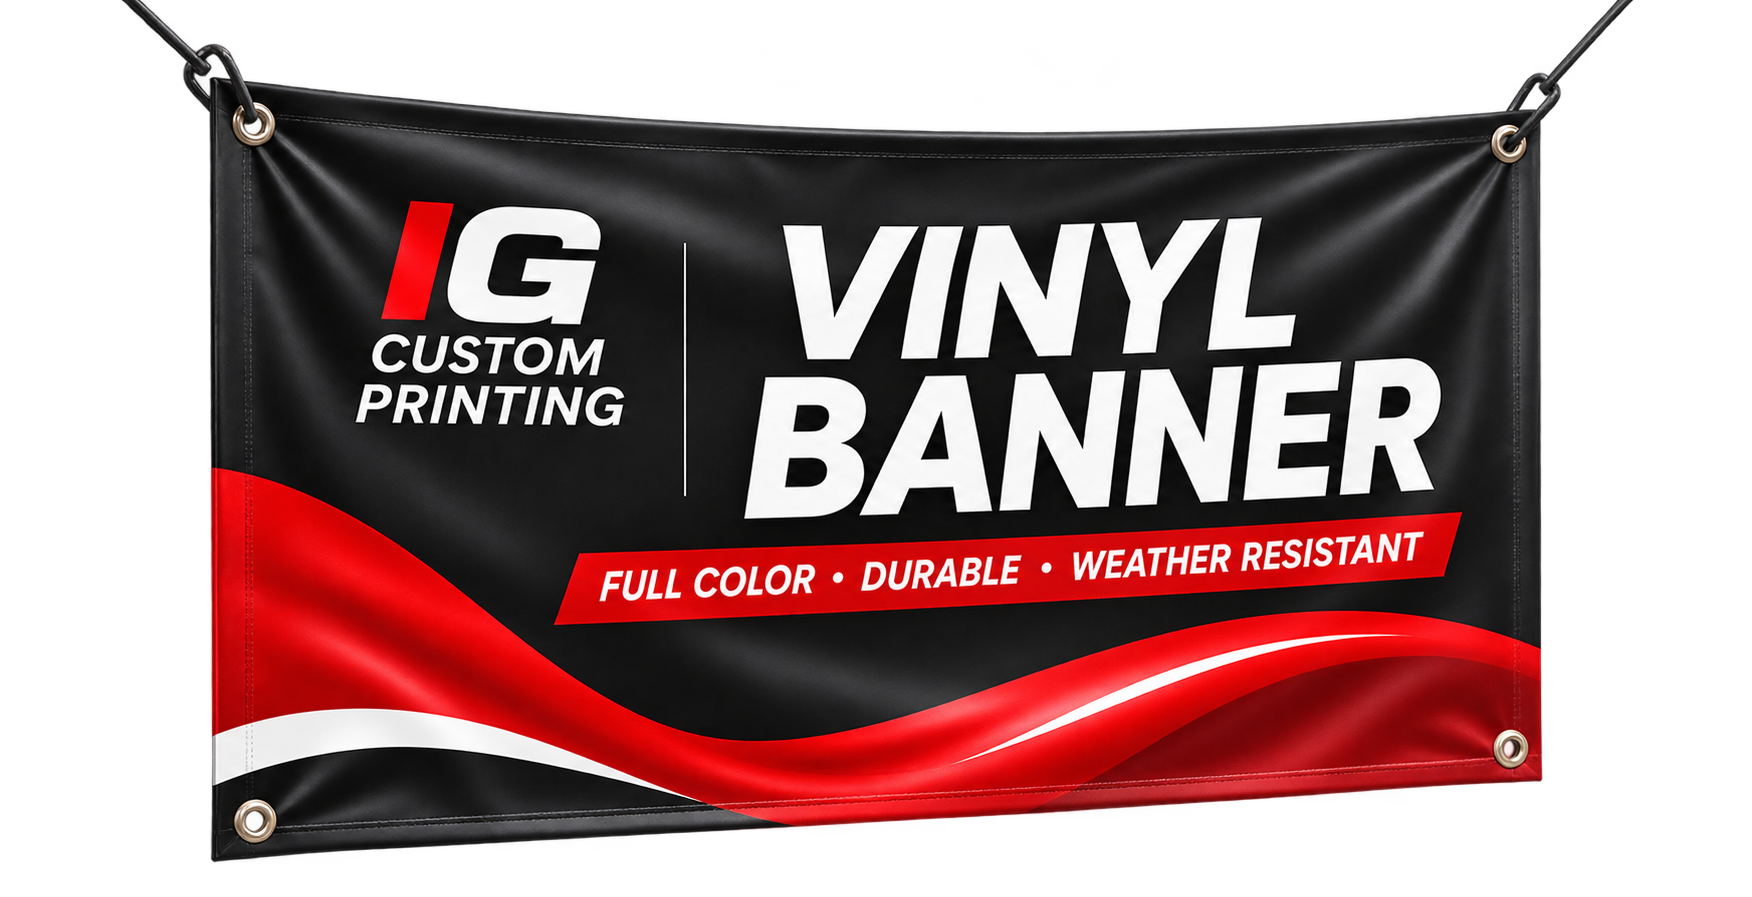 IG
CUSTOM
PRINTING
VINYL
BANNER
FULL COLOR • DURABLE • WEATHER RESISTANT